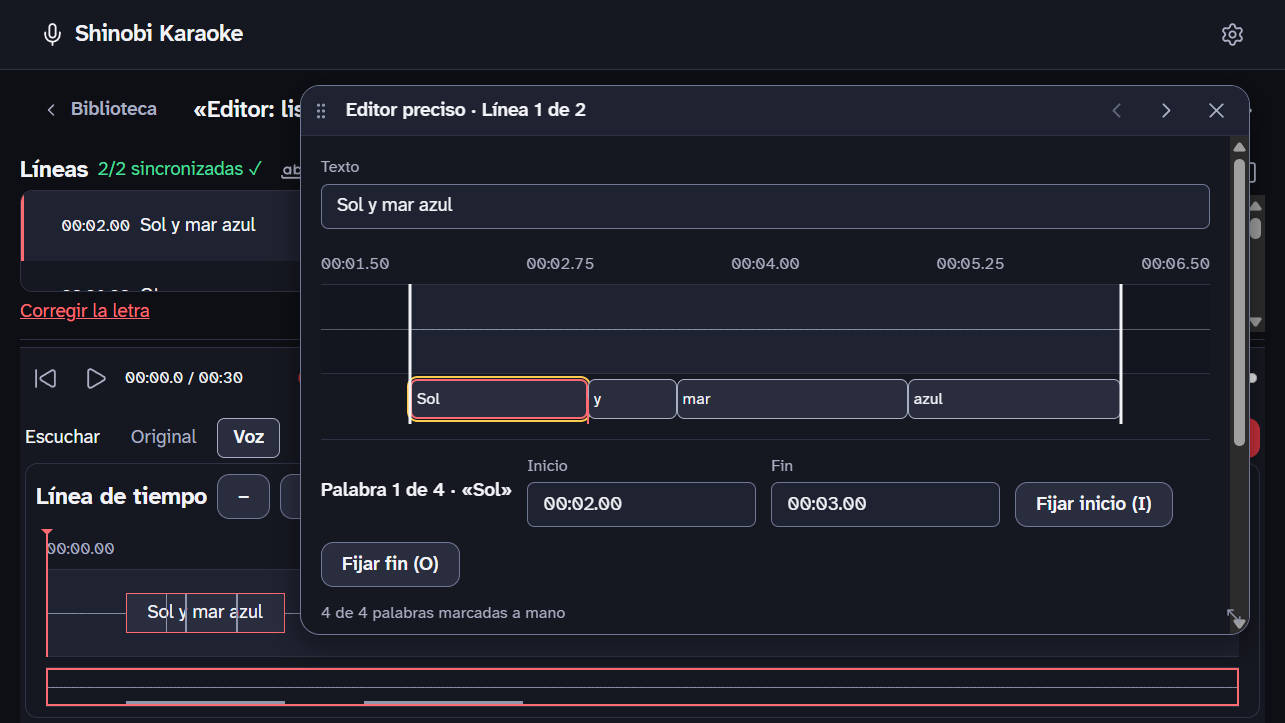 Shinobi Karaoke
Biblioteca
«Editor: lis
Editor preciso · Línea 1 de 2
Líneas 2/2 sincronizadas ✓ ab
00:02.00 Sol y mar azul
Corregir la letra
00:00.0 / 00:30
Escuchar Original Voz
Línea de tiempo −
00:00.00
Sol y mar azul
Texto
Sol y mar azul
00:01.50 00:02.75 00:04.00 00:05.25 00:06.50
Sol y mar azul
Palabra 1 de 4 · «Sol»
Inicio
00:02.00
Fin
00:03.00
Fijar inicio (I)
Fijar fin (O)
4 de 4 palabras marcadas a mano